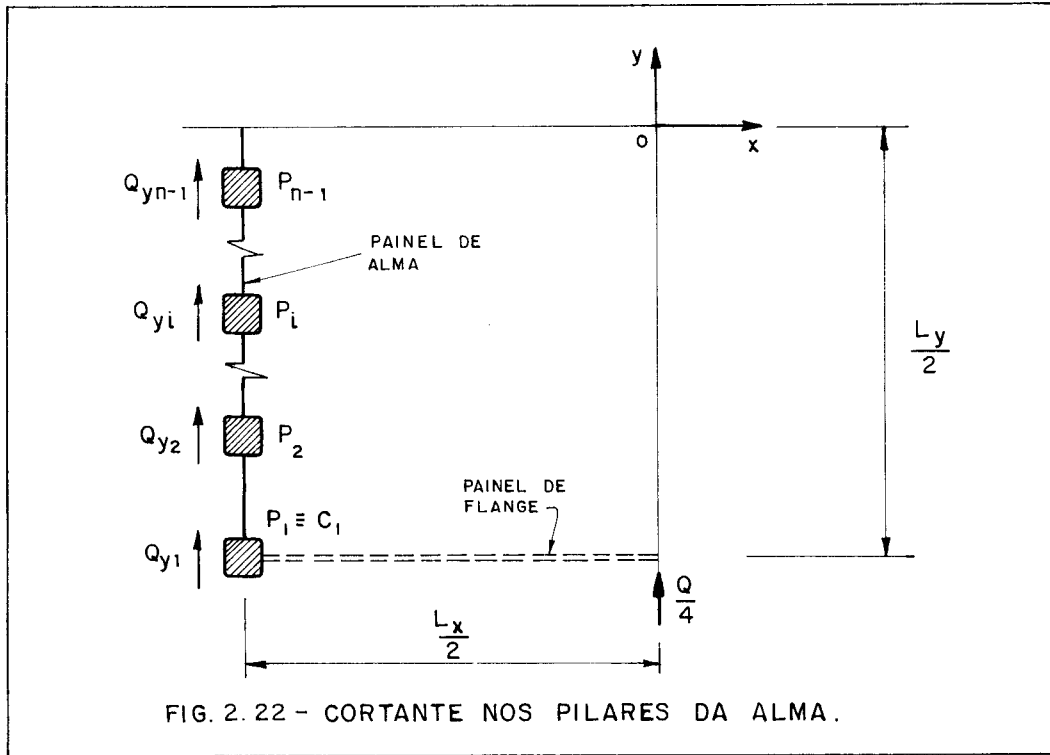 y
O
x
Q_{yn-1}
P_{n-1}
PAINEL DE
ALMA
Q_{yi}
P_i
L_y
2
Q_{y2}
P_2
PAINEL DE
FLANGE
P_1 ≡ C_1
Q_{y1}
Q
4
L_x
2
FIG. 2.22 - CORTANTE NOS PILARES DA ALMA.